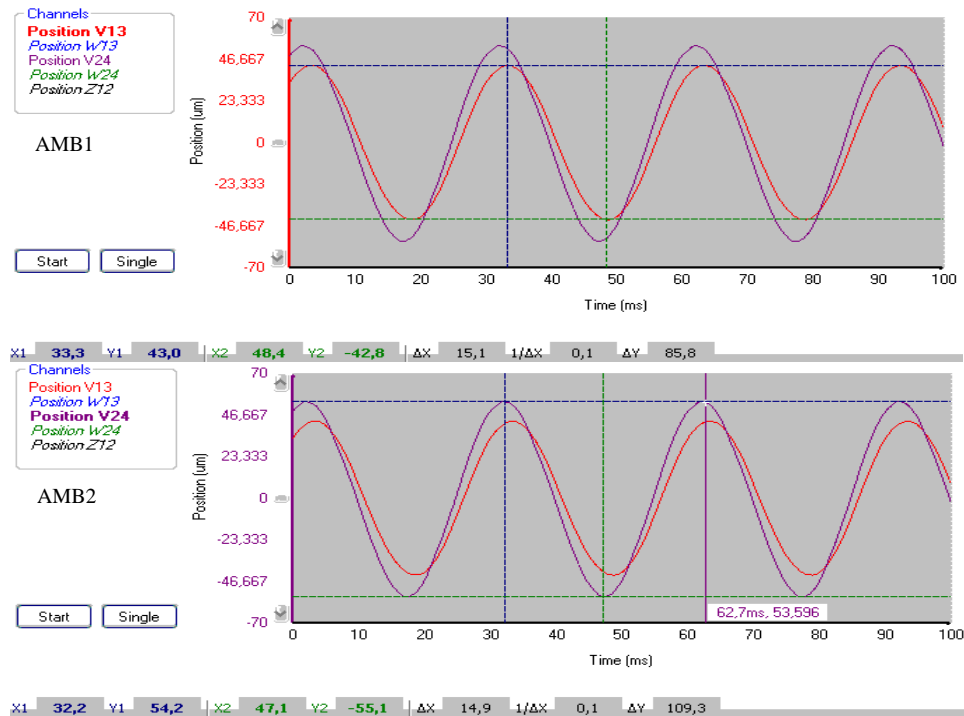 Channels
Position V13
Position W13
Position V24
Position W24
Position Z12
AMB1
Start Single
Position (um)
70
46,667
23,333
0
-23,333
-46,667
-70
0 10 20 30 40 50 60 70 80 90 100
Time (ms)
X1 33,3 Y1 43,0 X2 48,4 Y2 -42,8 ΔX 15,1 1/ΔX 0,1 ΔY 85,8
Channels
Position V13
Position W13
Position V24
Position W24
Position Z12
AMB2
Start Single
Position (um)
70
46,667
23,333
0
-23,333
-46,667
-70
62,7ms, 53,596
0 10 20 30 40 50 60 70 80 90 100
Time (ms)
X1 32,2 Y1 54,2 X2 47,1 Y2 -55,1 ΔX 14,9 1/ΔX 0,1 ΔY 109,3